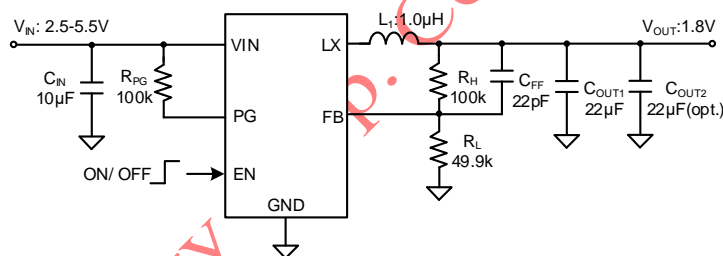 VIN: 2.5-5.5V
L1:1.0µH
VOUT:1.8V
VIN
LX
CIN
10µF
RPG
100k
RH
100k
CFF
22pF
COUT1
22µF
COUT2
22µF(opt.)
PG
FB
RL
49.9k
ON/ OFF
EN
GND